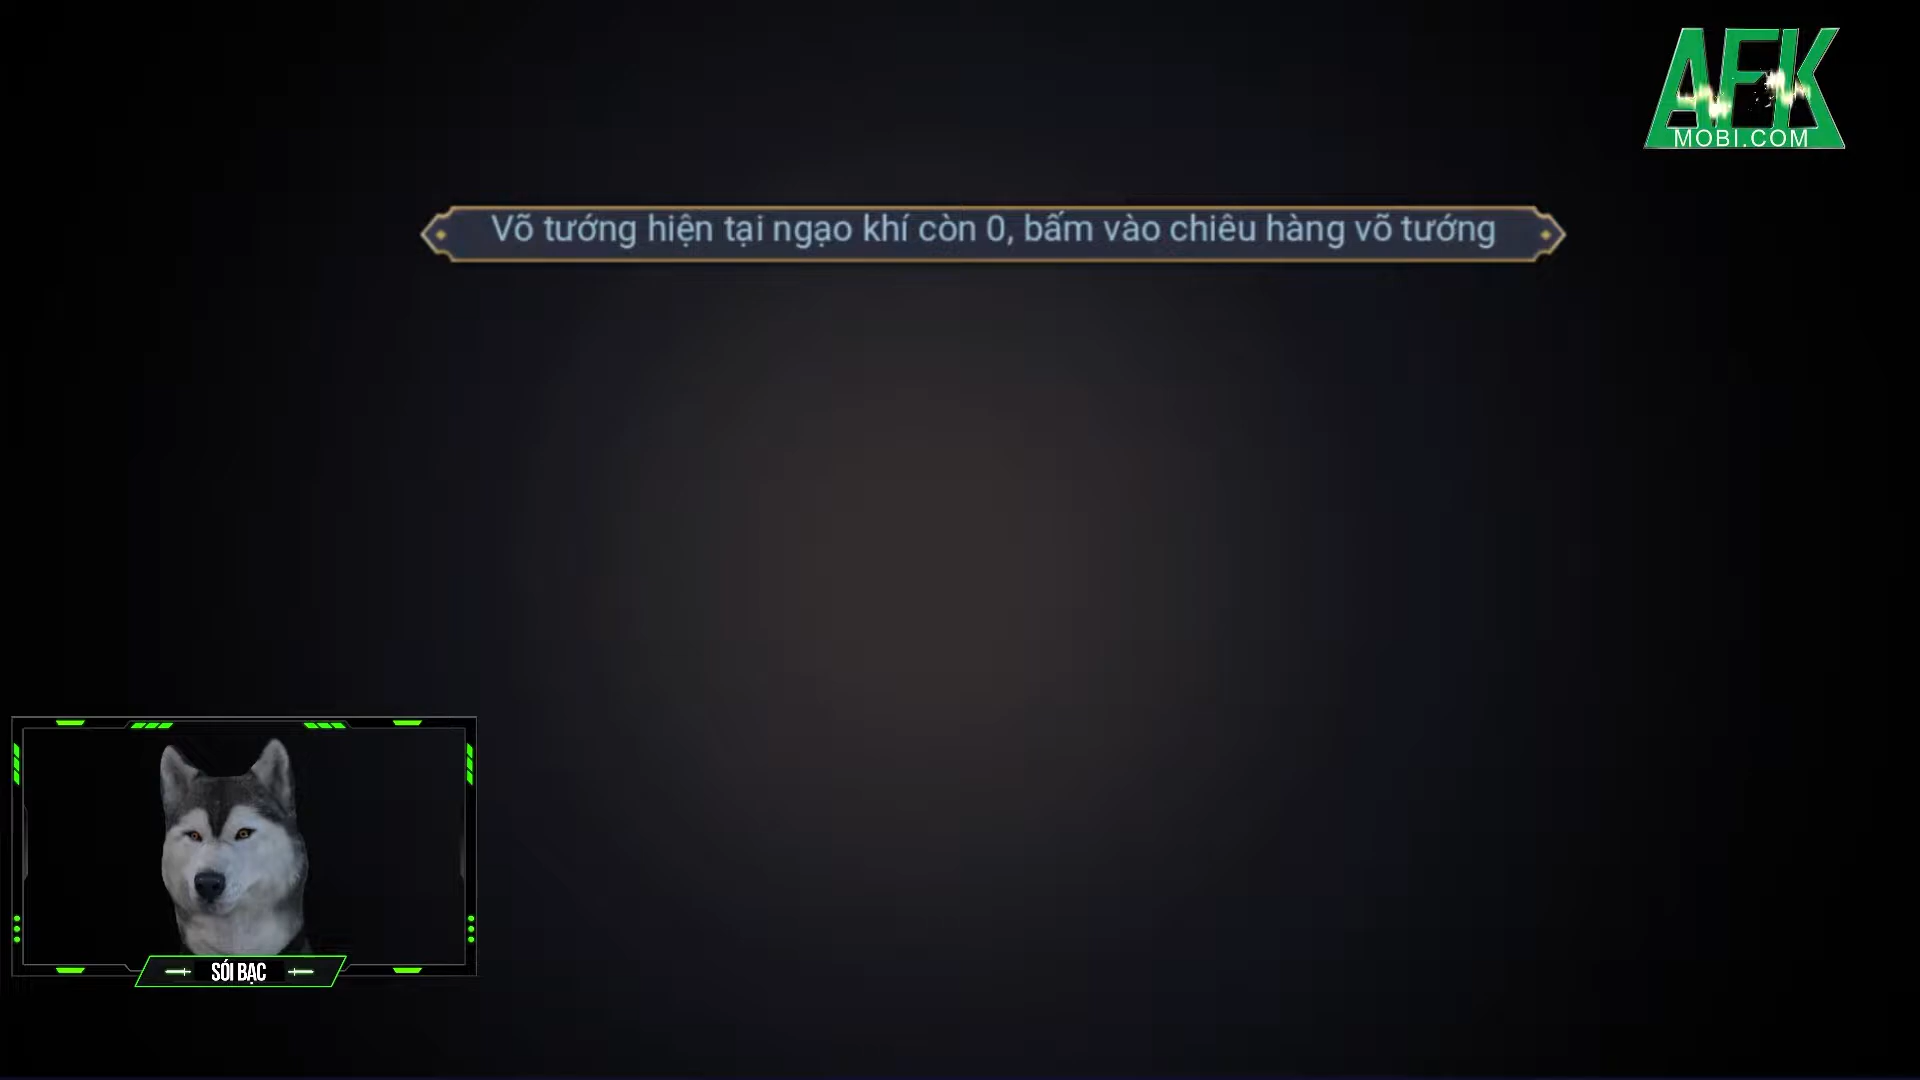 AFK
MOBI.COM
Võ tướng hiện tại ngạo khí còn 0, bấm vào chiêu hàng võ tướng
SÓI BẠC